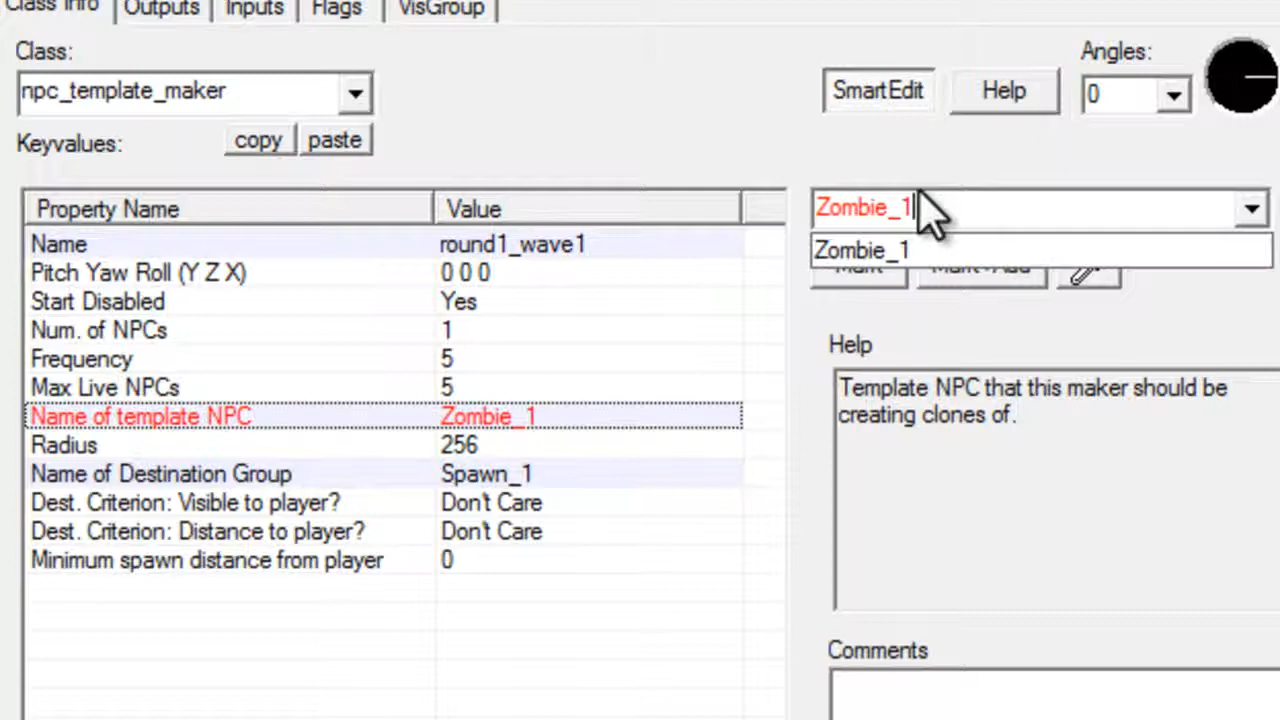 Class Info Outputs Inputs Flags VisGroup
Class:
Angles:
npc_template_maker
SmartEdit Help 0
Keyvalues: copy paste
Property Name Value
Zombie_1
Zombie_1
Name round1_wave1
Pitch Yaw Roll (Y Z X) 0 0 0
Start Disabled Yes
Num. of NPCs 1
Frequency 5
Max Live NPCs 5
Name of template NPC Zombie_1
Radius 256
Name of Destination Group Spawn_1
Dest. Criterion: Visible to player? Don't Care
Dest. Criterion: Distance to player? Don't Care
Minimum spawn distance from player 0
Mark Mark+Add
Help
Template NPC that this maker should be
creating clones of.
Comments